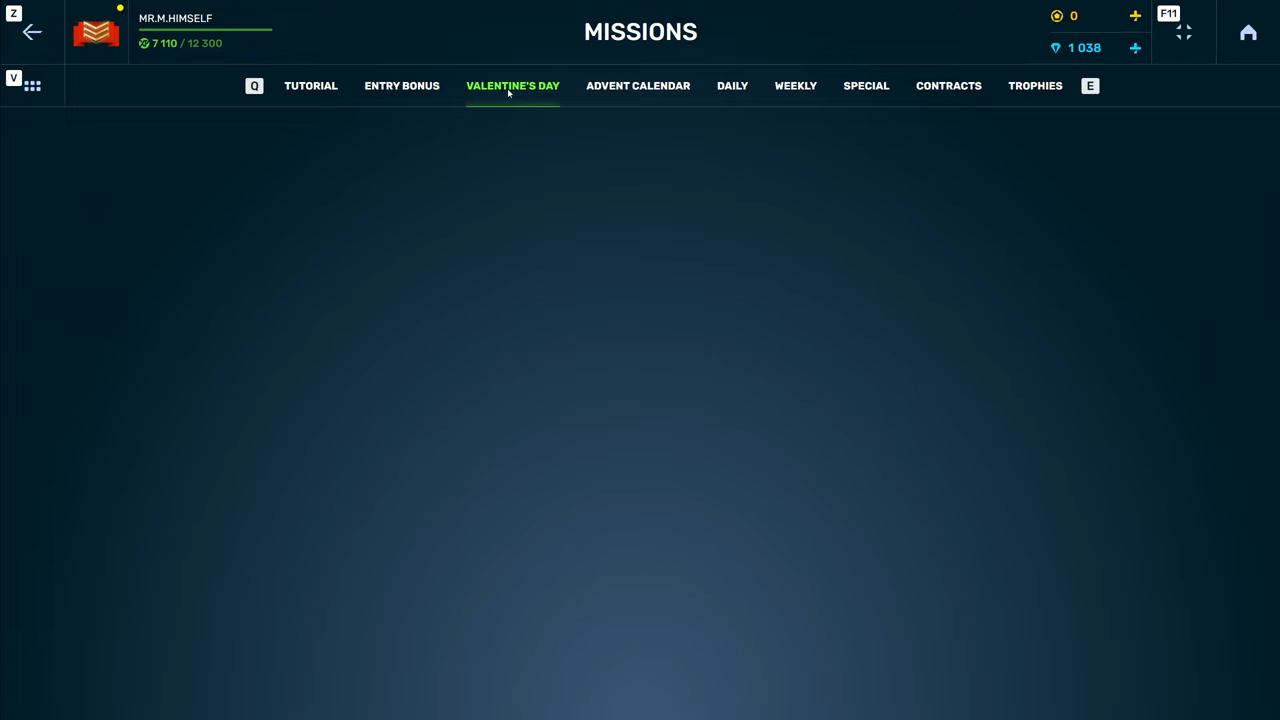 Z
MR.M.HIMSELF
7 110 / 12 300
MISSIONS
0
1 038
F11
V
Q TUTORIAL ENTRY BONUS VALENTINE'S DAY ADVENT CALENDAR DAILY WEEKLY SPECIAL CONTRACTS TROPHIES E